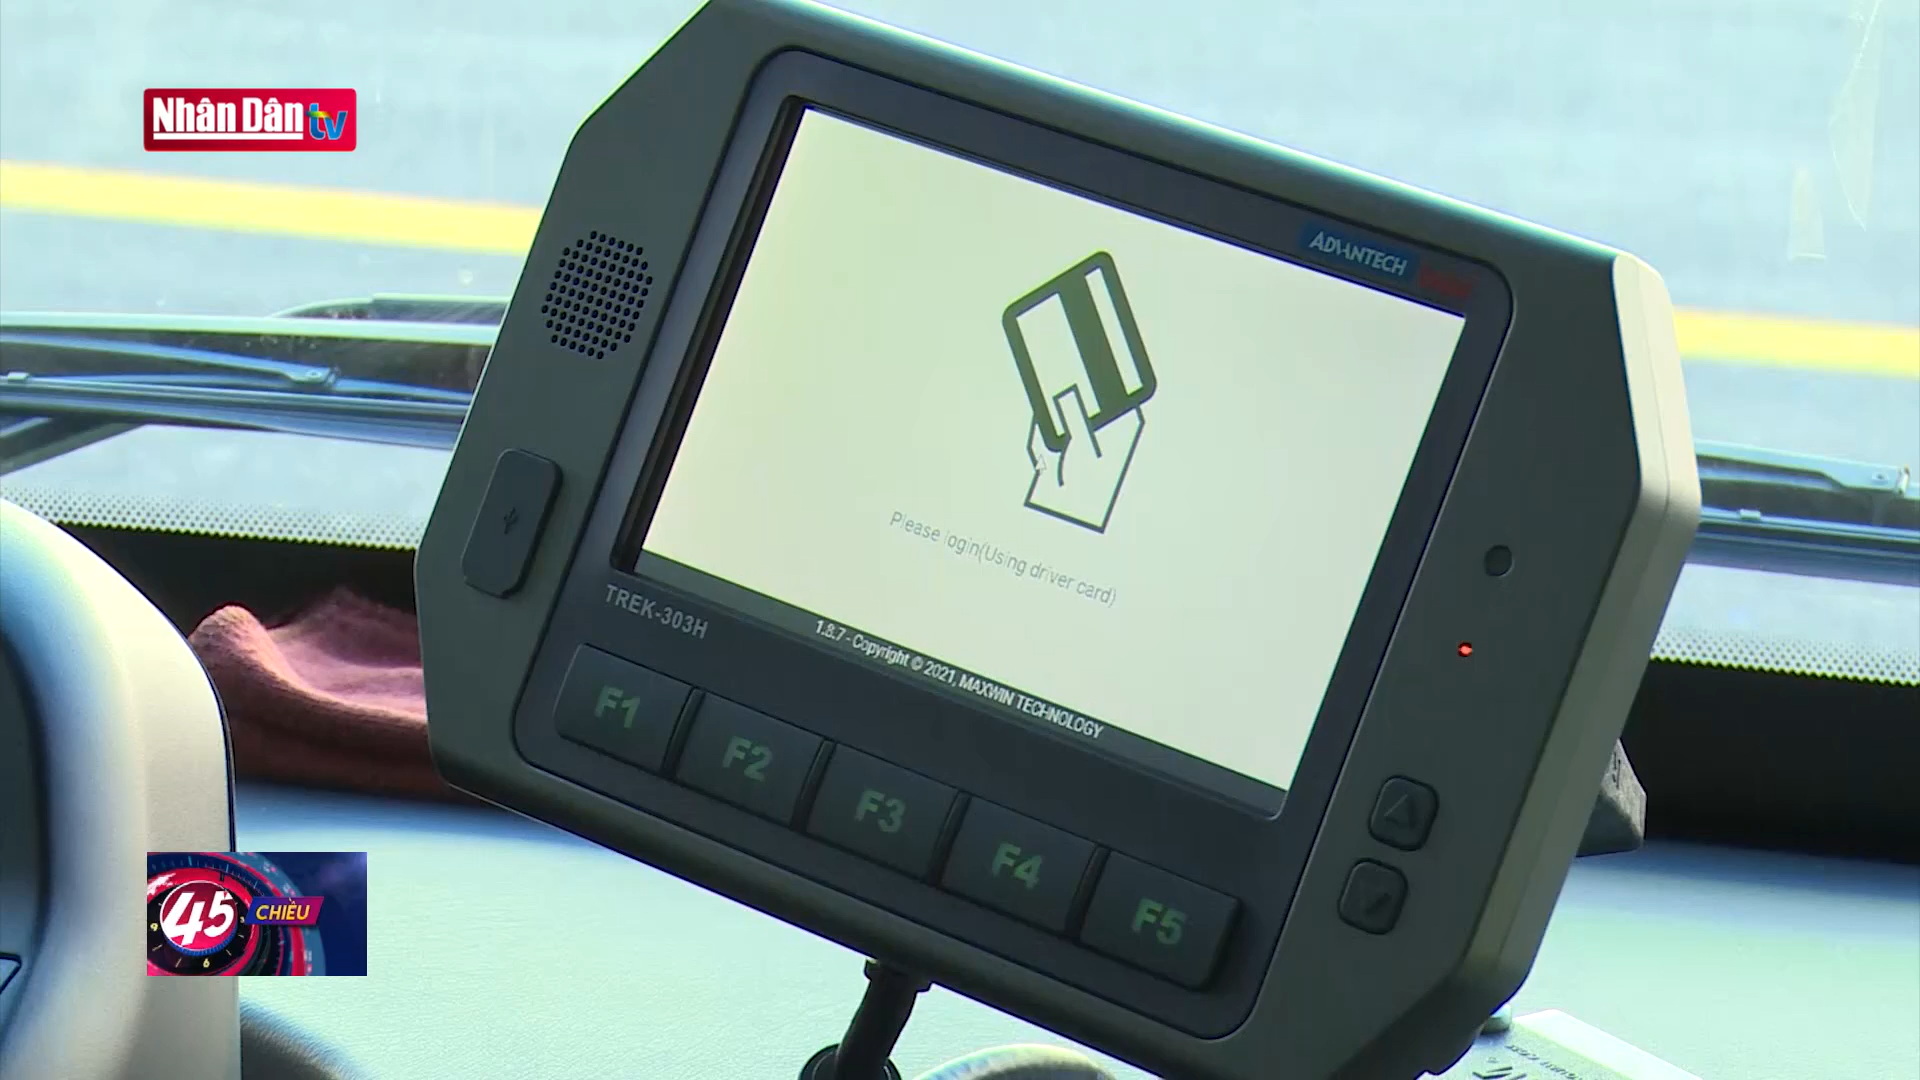 Nhân Dân tv
ADVANTECH
Please login(Using driver card)
TREK-303H
1.8.7 - Copyright © 2021, MAXWIN TECHNOLOGY
F1
F2
F3
F4
F5
45
CHIỀU